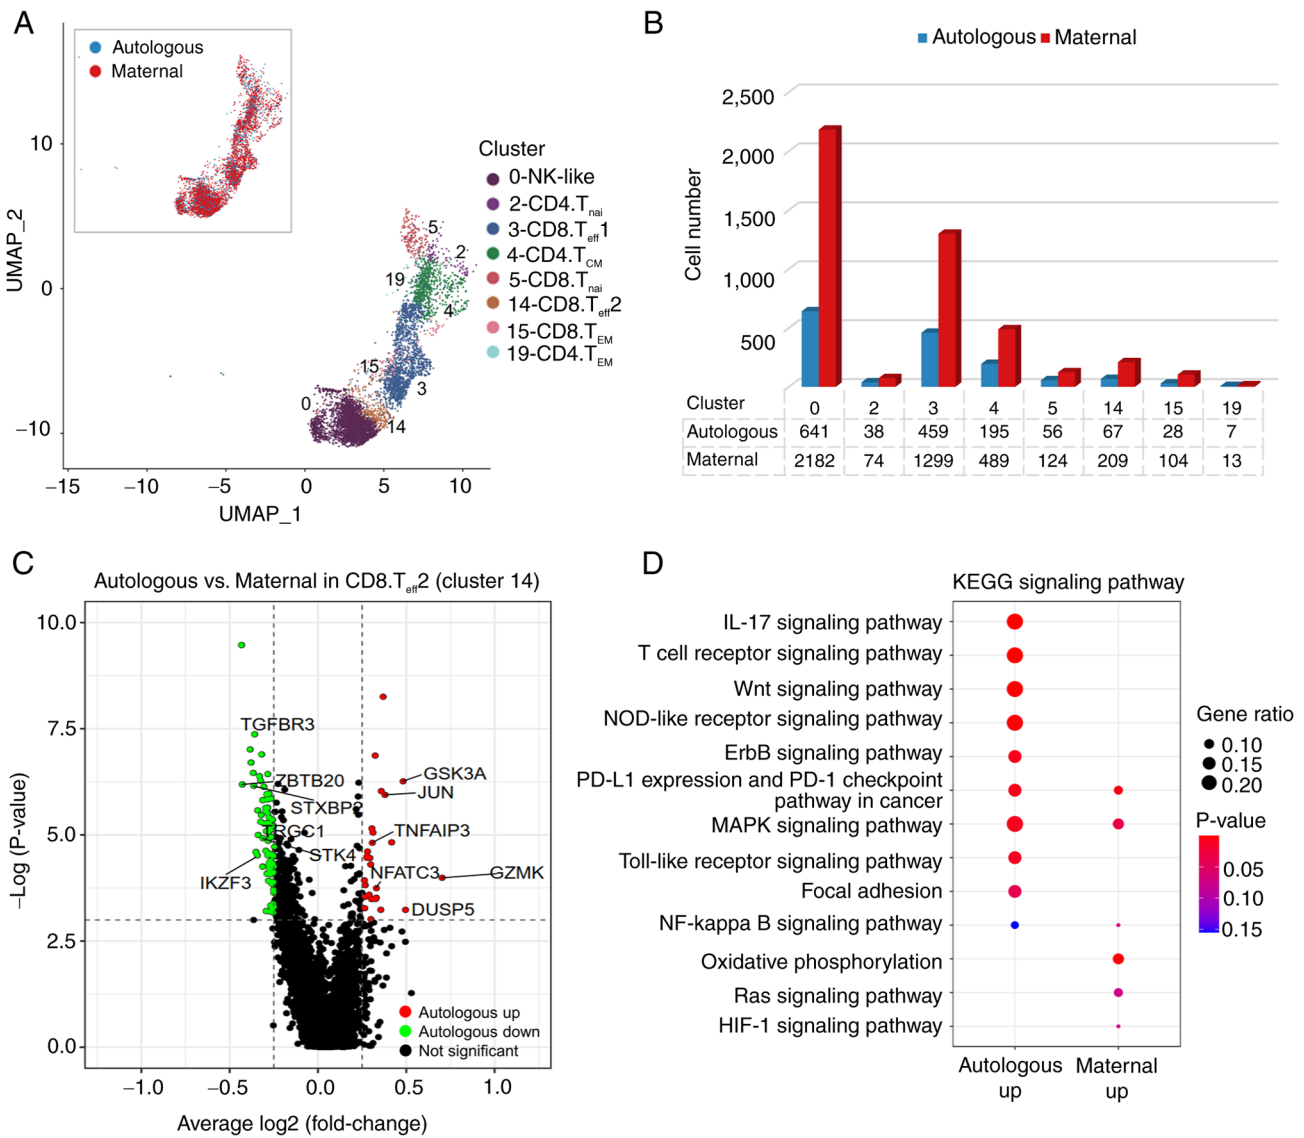 A
Autologous
Maternal
10
0
−10
−15
−10
−5
0
5
10
UMAP_2
UMAP_1
5
2
19
4
15
3
0
14
Cluster
0-NK-like
2-CD4.Tnai
3-CD8.Teff1
4-CD4.TCM
5-CD8.Tnai
14-CD8.Teff2
15-CD8.TEM
19-CD4.TEM
B
Autologous Maternal
Cell number
2,500
2,000
1,500
1,000
500
Cluster 0 2 3 4 5 14 15 19
Autologous 641 38 459 195 56 67 28 7
Maternal 2182 74 1299 489 124 209 104 13
C
Autologous vs. Maternal in CD8.Teff2 (cluster 14)
−Log (P-value)
10.0
7.5
5.0
2.5
0.0
TGFBR3
ZBTB20
STXBP2
TRGC1
STK4
IKZF3
GSK3A
JUN
TNFAIP3
NFATC3
GZMK
DUSP5
Autologous up
Autologous down
Not significant
−1.0
−0.5
0.0
0.5
1.0
Average log2 (fold-change)
D
KEGG signaling pathway
IL-17 signaling pathway
T cell receptor signaling pathway
Wnt signaling pathway
NOD-like receptor signaling pathway
ErbB signaling pathway
PD-L1 expression and PD-1 checkpoint
pathway in cancer
MAPK signaling pathway
Toll-like receptor signaling pathway
Focal adhesion
NF-kappa B signaling pathway
Oxidative phosphorylation
Ras signaling pathway
HIF-1 signaling pathway
Autologous
up
Maternal
up
Gene ratio
0.10
0.15
0.20
P-value
0.05
0.10
0.15